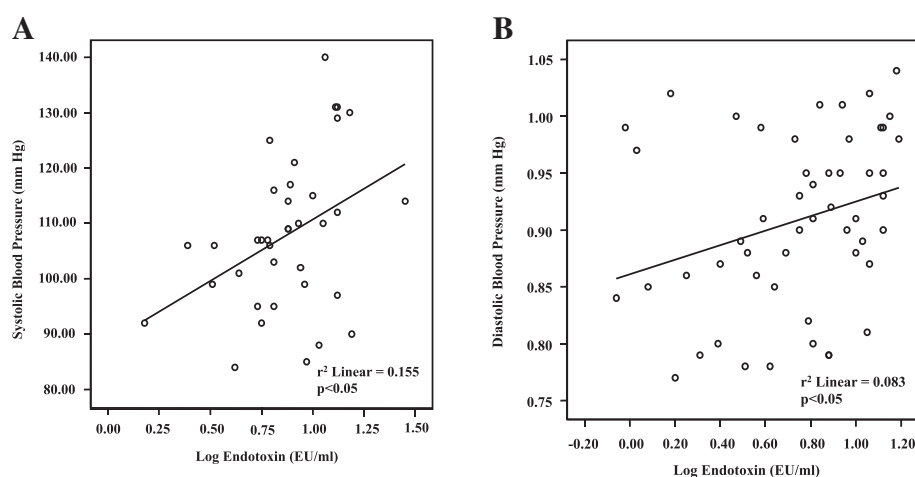 A
Systolic Blood Pressure (mm Hg)
140.00
130.00
120.00
110.00
100.00
90.00
80.00
r² Linear = 0.155
p<0.05
0.00 0.25 0.50 0.75 1.00 1.25 1.50
Log Endotoxin (EU/ml)
B
Diastolic Blood Pressure (mm Hg)
1.05
1.00
0.95
0.90
0.85
0.80
0.75
r² Linear = 0.083
p<0.05
-0.20 0.00 0.20 0.40 0.60 0.80 1.00 1.20
Log Endotoxin (EU/ml)